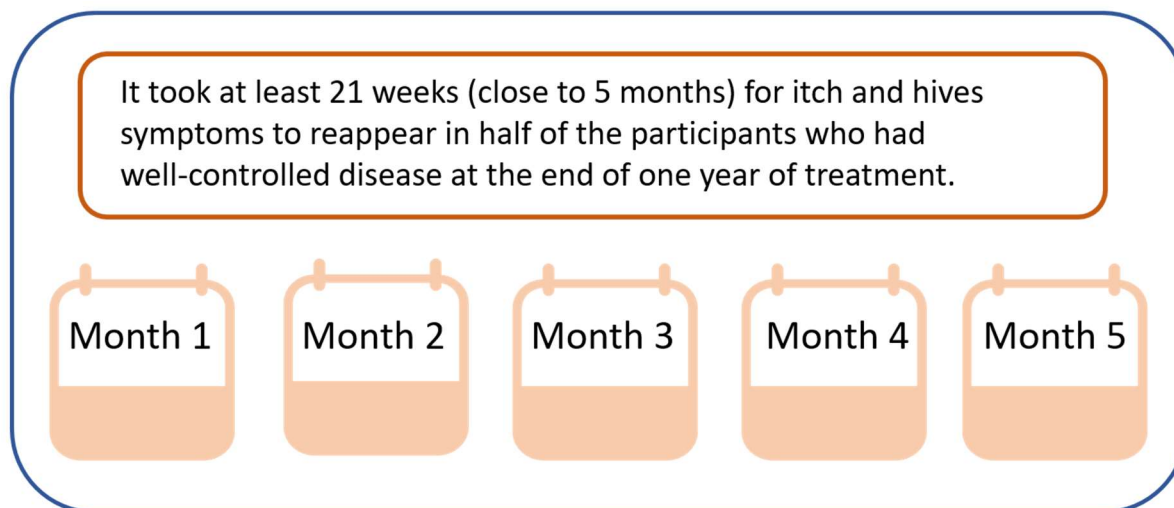 It took at least 21 weeks (close to 5 months) for itch and hives
symptoms to reappear in half of the participants who had
well-controlled disease at the end of one year of treatment.
Month 1
Month 2
Month 3
Month 4
Month 5